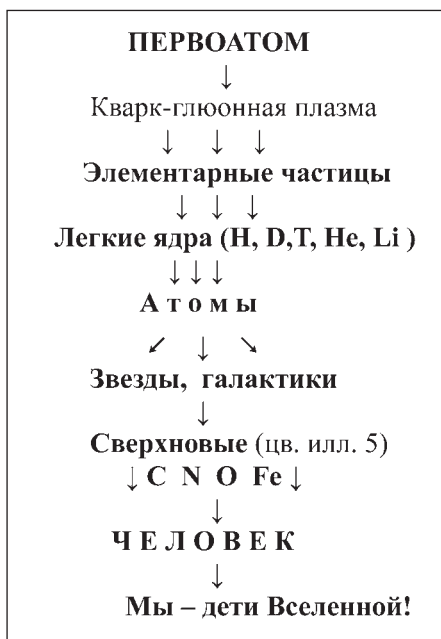 ПЕРВОАТОМ
↓
Кварк-глюонная плазма
↓ ↓ ↓
Элементарные частицы
↓ ↓ ↓
Легкие ядра (H, D,T, He, Li )
↓↓↓
А т о м ы
↙ ↓ ↘
Звезды, галактики
↓
Сверхновые (цв. илл. 5)
↓ C N O Fe ↓
↓
Ч Е Л О В Е К
↓
Мы – дети Вселенной!